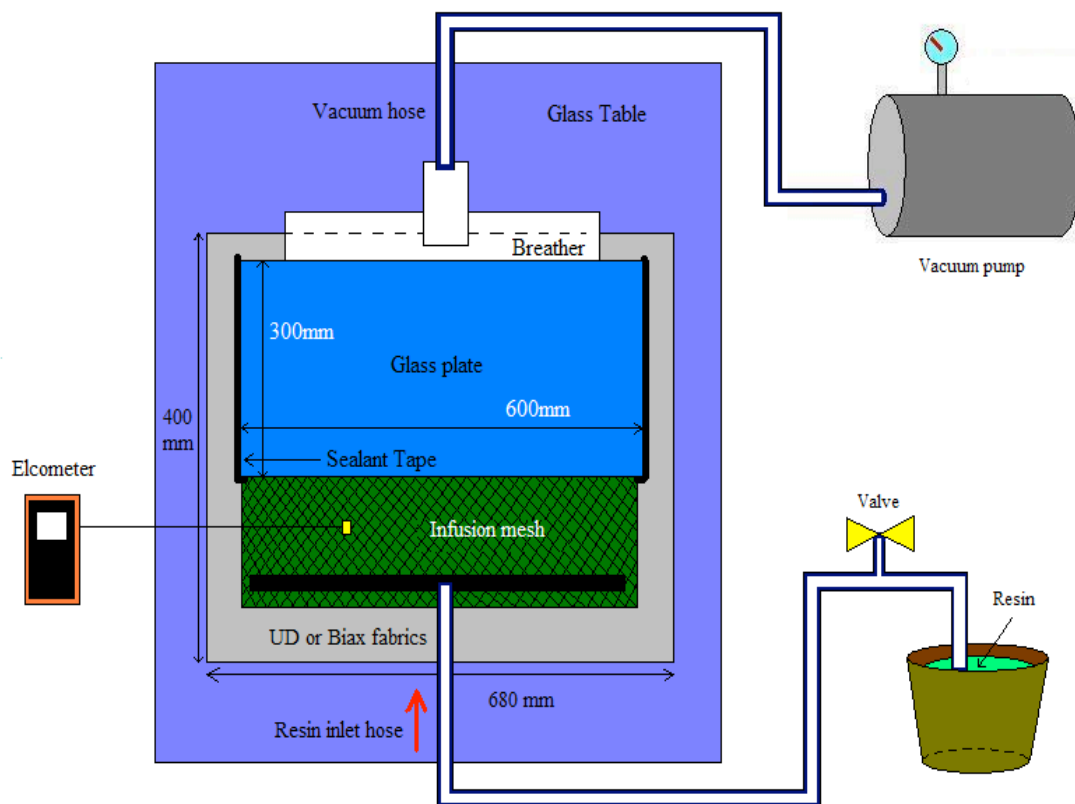 Vacuum hose
Glass Table
Breather
Vacuum pump
300mm
Glass plate
600mm
400
mm
Sealant Tape
Elcometer
Valve
Infusion mesh
Resin
UD or Biax fabrics
680 mm
Resin inlet hose